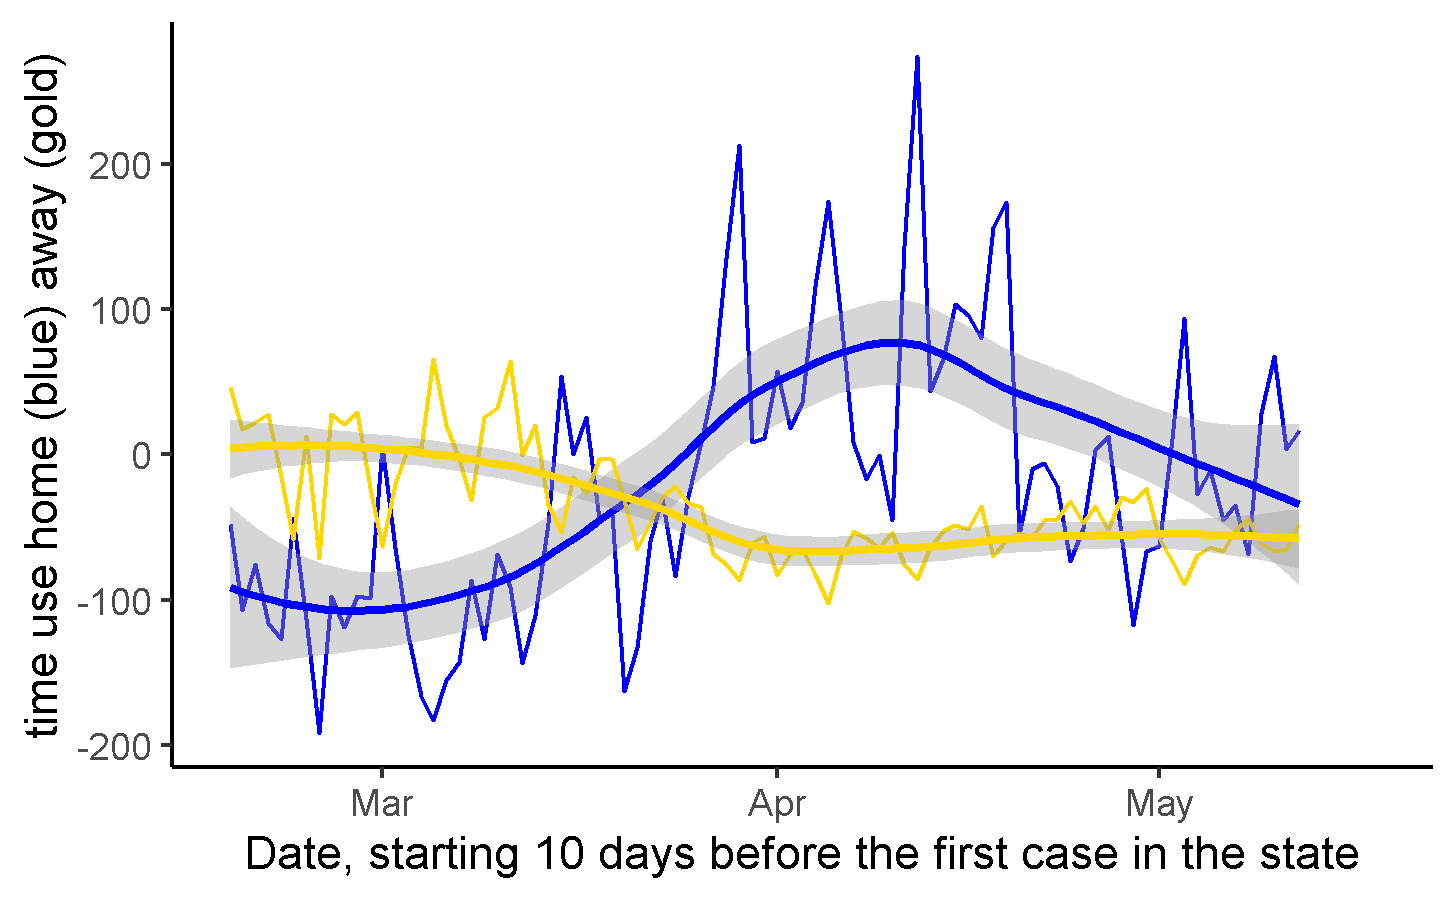 time use home (blue) away (gold)
200
100
0
-100
-200
Mar
Apr
May
Date, starting 10 days before the first case in the state